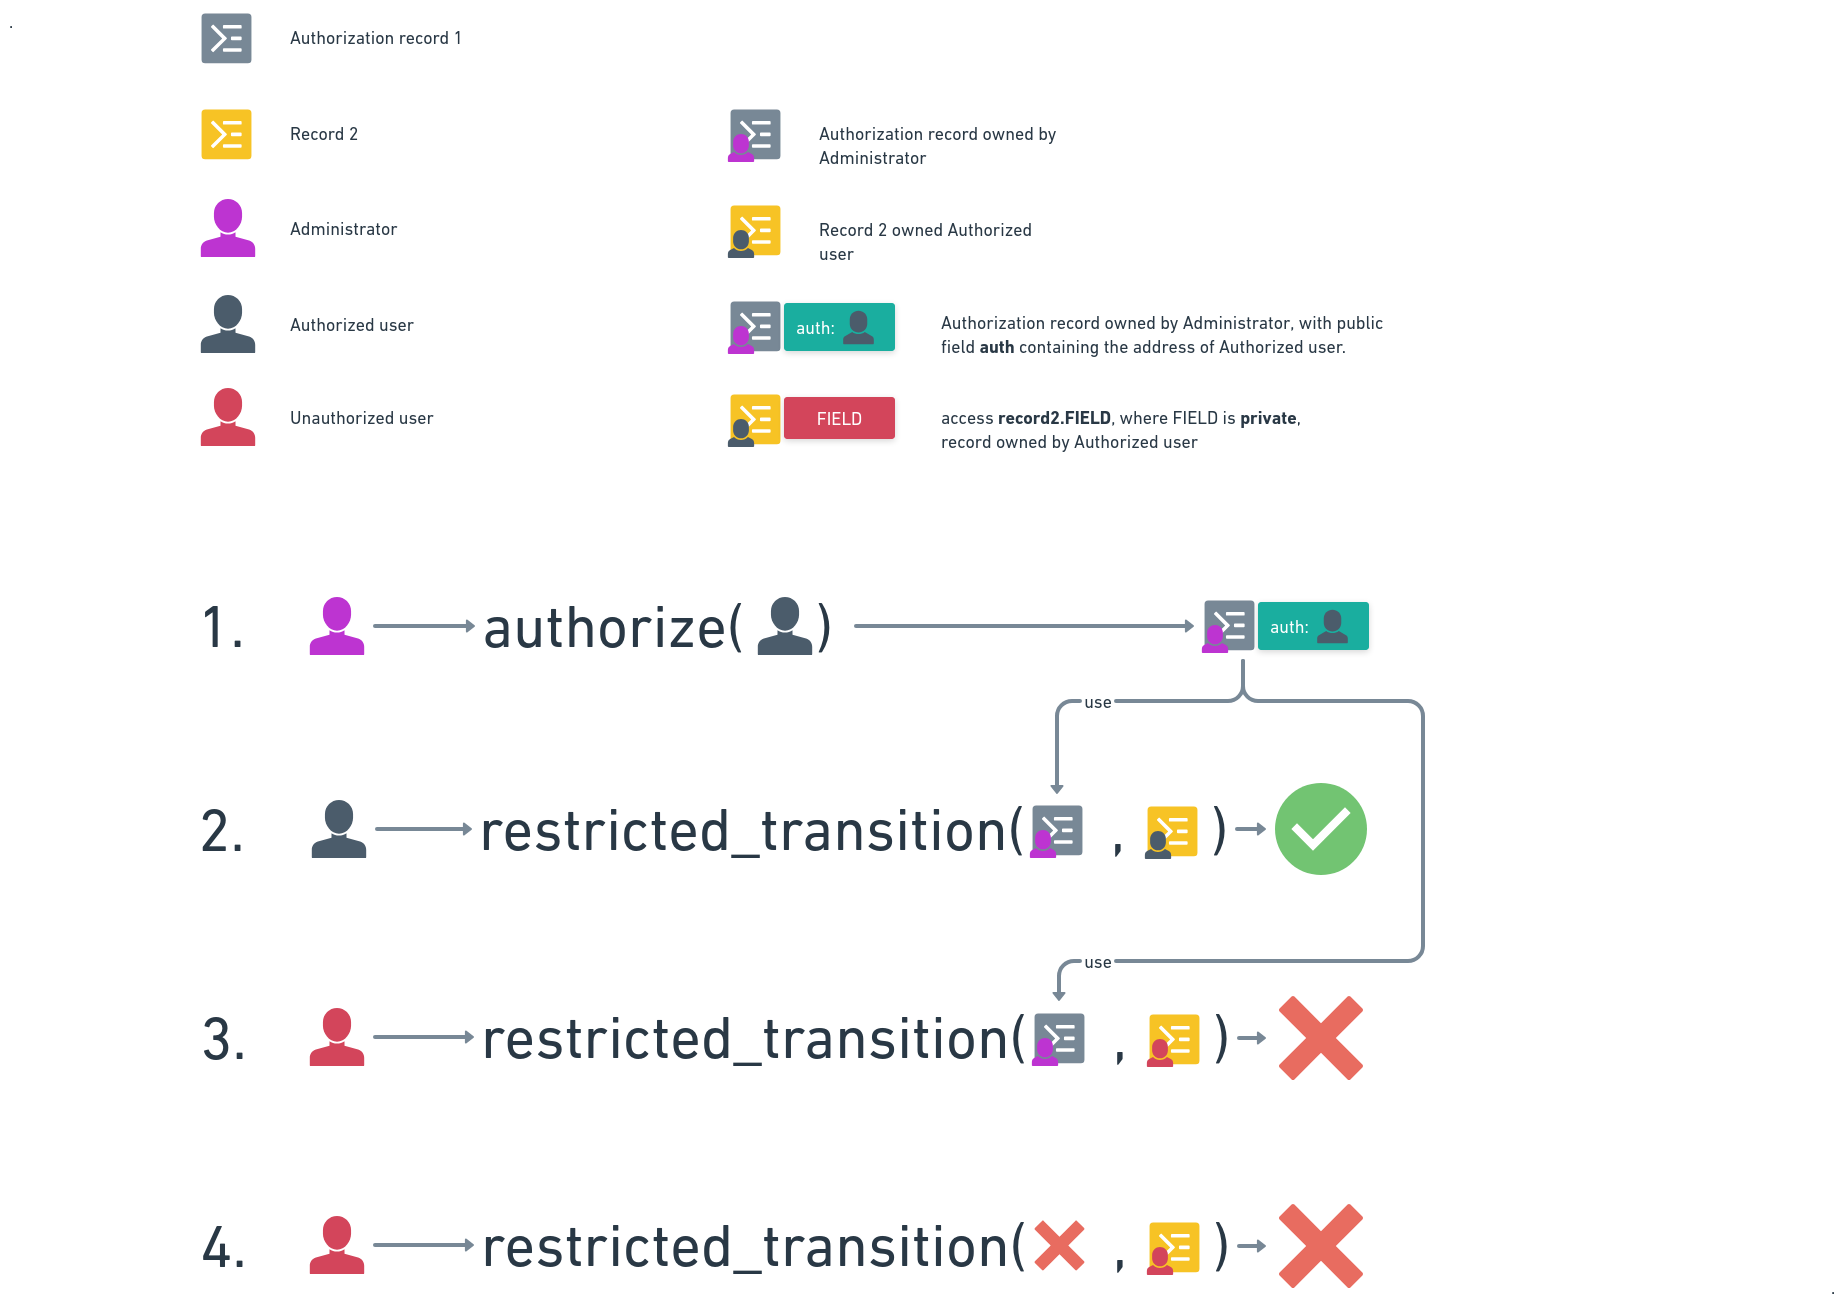 Authorization record 1
Record 2
Administrator
Authorized user
Unauthorized user
Authorization record owned by
Administrator
Record 2 owned Authorized
user
auth:
Authorization record owned by Administrator, with public
field auth containing the address of Authorized user.
FIELD
access record2.FIELD, where FIELD is private,
record owned by Authorized user
1. authorize( ) auth:
use
2. restricted_transition( , )
use
3. restricted_transition( , )
4. restricted_transition( , )